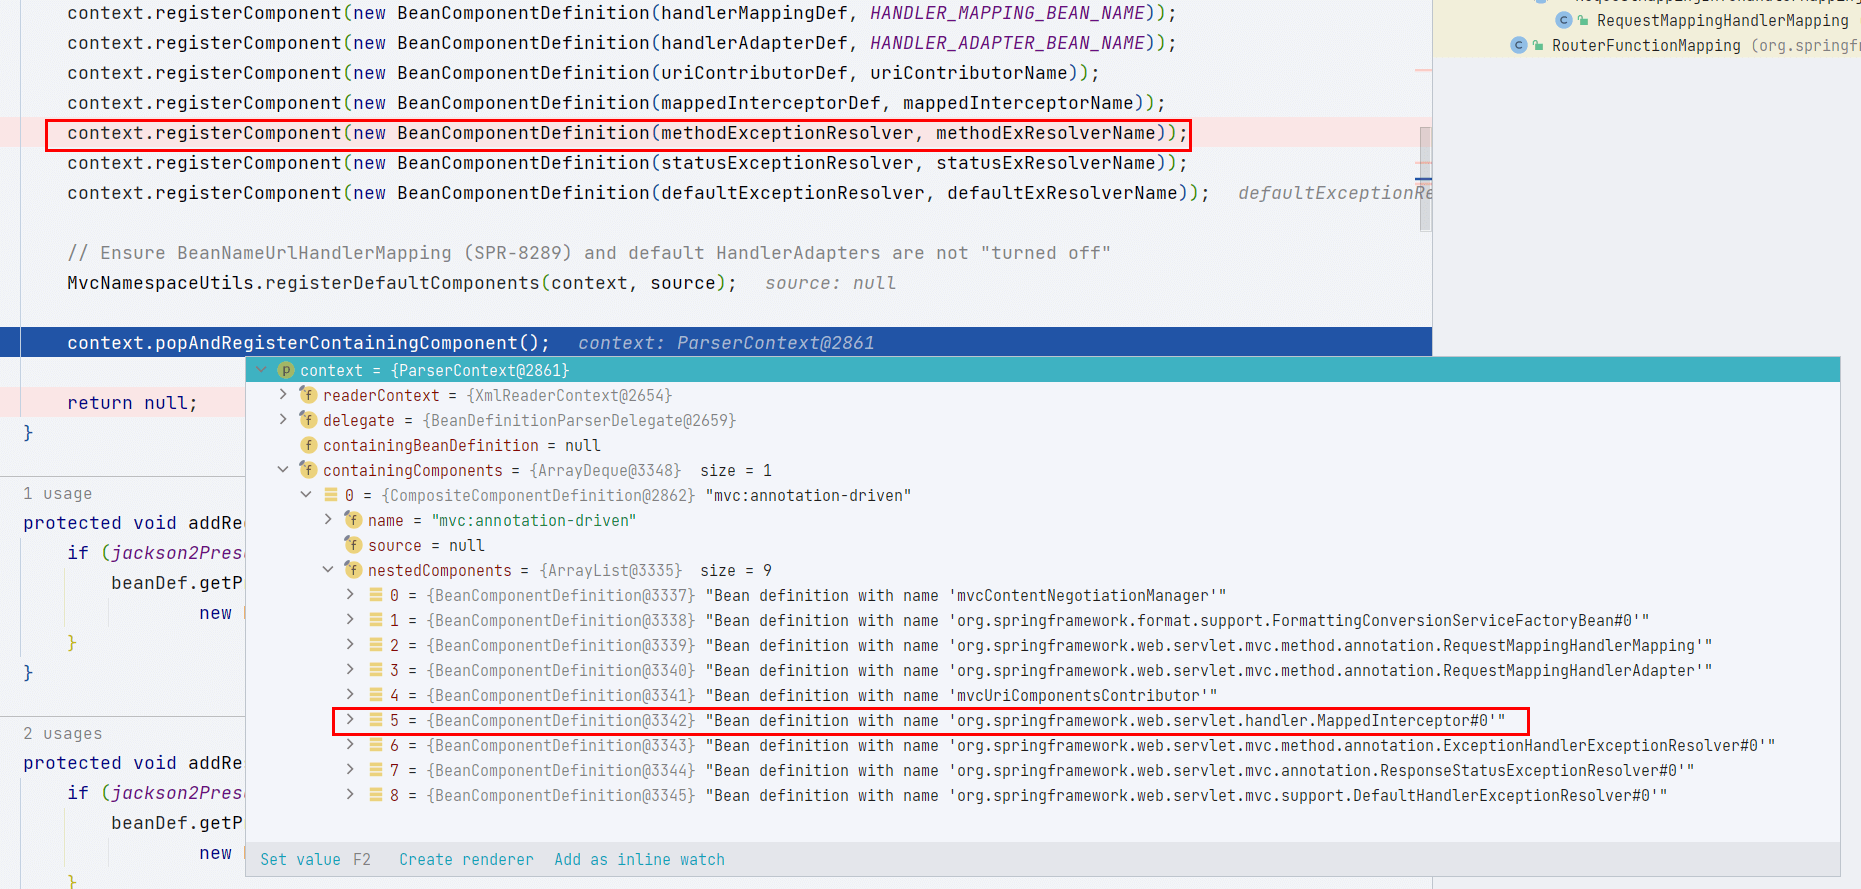 context.registerComponent(new BeanComponentDefinition(handlerMappingDef, HANDLER_MAPPING_BEAN_NAME));
context.registerComponent(new BeanComponentDefinition(handlerAdapterDef, HANDLER_ADAPTER_BEAN_NAME));
context.registerComponent(new BeanComponentDefinition(uriContributorDef, uriContributorName));
context.registerComponent(new BeanComponentDefinition(mappedInterceptorDef, mappedInterceptorName));
context.registerComponent(new BeanComponentDefinition(methodExceptionResolver, methodExResolverName));
context.registerComponent(new BeanComponentDefinition(statusExceptionResolver, statusExResolverName));
context.registerComponent(new BeanComponentDefinition(defaultExceptionResolver, defaultExResolverName)); defaultExceptionRe
// Ensure BeanNameUrlHandlerMapping (SPR-8289) and default HandlerAdapters are not "turned off"
MvcNamespaceUtils.registerDefaultComponents(context, source); source: null
context.popAndRegisterContainingComponent(); context: ParserContext@2861
return null;
}
1 usage
protected void addRe
if (jackson2Pres
beanDef.getP
new
}
}
2 usages
protected void addRe
if (jackson2Pres
beanDef.getP
new
}
context = {ParserContext@2861}
readerContext = {XmlReaderContext@2654}
delegate = {BeanDefinitionParserDelegate@2659}
containingBeanDefinition = null
containingComponents = {ArrayDeque@3348} size = 1
0 = {CompositeComponentDefinition@2862} "mvc:annotation-driven"
name = "mvc:annotation-driven"
source = null
nestedComponents = {ArrayList@3335} size = 9
0 = {BeanComponentDefinition@3337} "Bean definition with name 'mvcContentNegotiationManager'"
1 = {BeanComponentDefinition@3338} "Bean definition with name 'org.springframework.format.support.FormattingConversionServiceFactoryBean#0'"
2 = {BeanComponentDefinition@3339} "Bean definition with name 'org.springframework.web.servlet.mvc.method.annotation.RequestMappingHandlerMapping'"
3 = {BeanComponentDefinition@3340} "Bean definition with name 'org.springframework.web.servlet.mvc.method.annotation.RequestMappingHandlerAdapter'"
4 = {BeanComponentDefinition@3341} "Bean definition with name 'mvcUriComponentsContributor'"
5 = {BeanComponentDefinition@3342} "Bean definition with name 'org.springframework.web.servlet.handler.MappedInterceptor#0'"
6 = {BeanComponentDefinition@3343} "Bean definition with name 'org.springframework.web.servlet.mvc.method.annotation.ExceptionHandlerExceptionResolver#0'"
7 = {BeanComponentDefinition@3344} "Bean definition with name 'org.springframework.web.servlet.mvc.annotation.ResponseStatusExceptionResolver#0'"
8 = {BeanComponentDefinition@3345} "Bean definition with name 'org.springframework.web.servlet.mvc.support.DefaultHandlerExceptionResolver#0'"
Set value F2 Create renderer Add as inline watch
RequestMappingHandlerMapping
RouterFunctionMapping (org.springfr